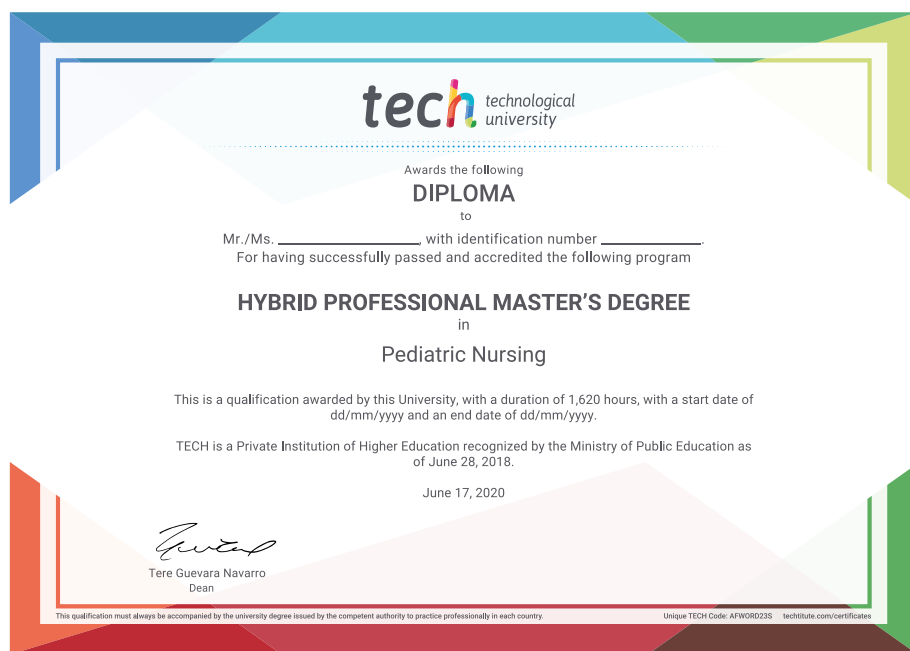 tech technological
university
Awards the following
DIPLOMA
to
Mr./Ms. ____________________, with identification number ______________.
For having successfully passed and accredited the following program
HYBRID PROFESSIONAL MASTER'S DEGREE
in
Pediatric Nursing
This is a qualification awarded by this University, with a duration of 1,620 hours, with a start date of
dd/mm/yyyy and an end date of dd/mm/yyyy.
TECH is a Private Institution of Higher Education recognized by the Ministry of Public Education as
of June 28, 2018.
June 17, 2020
Tere Guevara Navarro
Dean
This qualification must always be accompanied by the university degree issued by the competent authority to practice professionally in each country.
Unique TECH Code: AFWORD23S techtitute.com/certificates